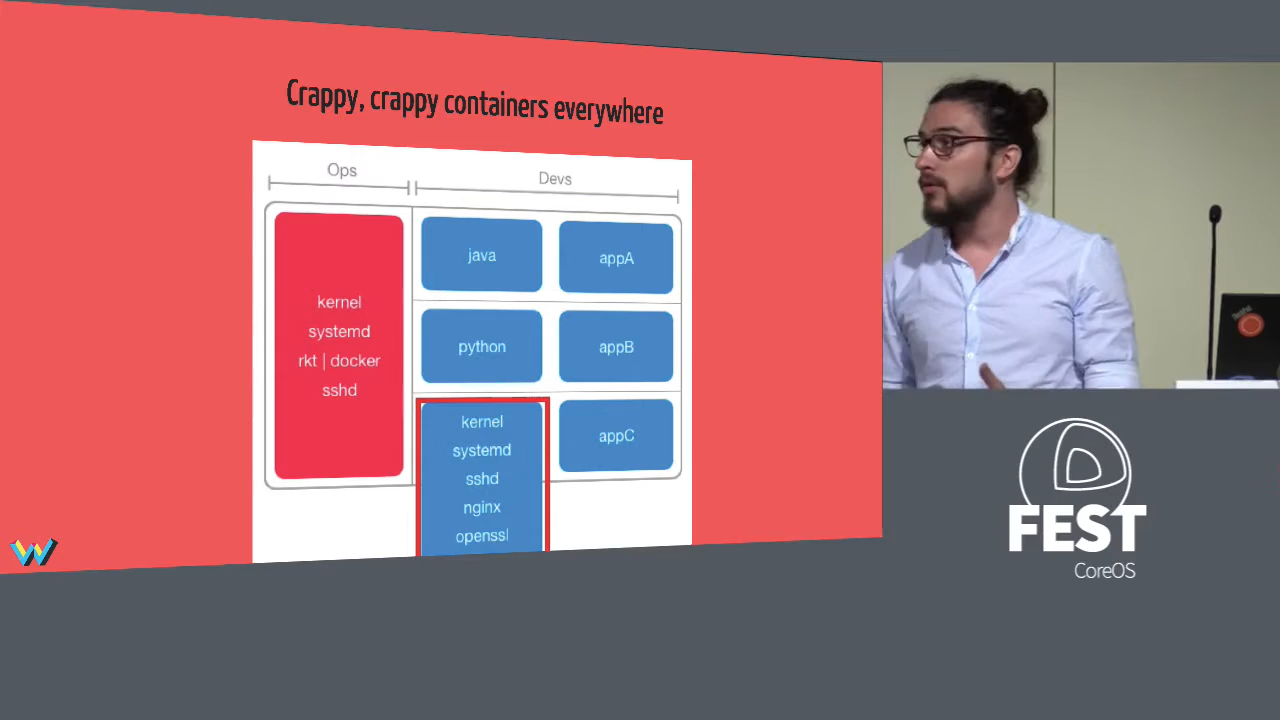 Crappy, crappy containers everywhere
Ops
Devs
kernel
systemd
rkt | docker
sshd
java
appA
python
appB
kernel
systemd
sshd
nginx
openssl
appC
W
FEST
CoreOS